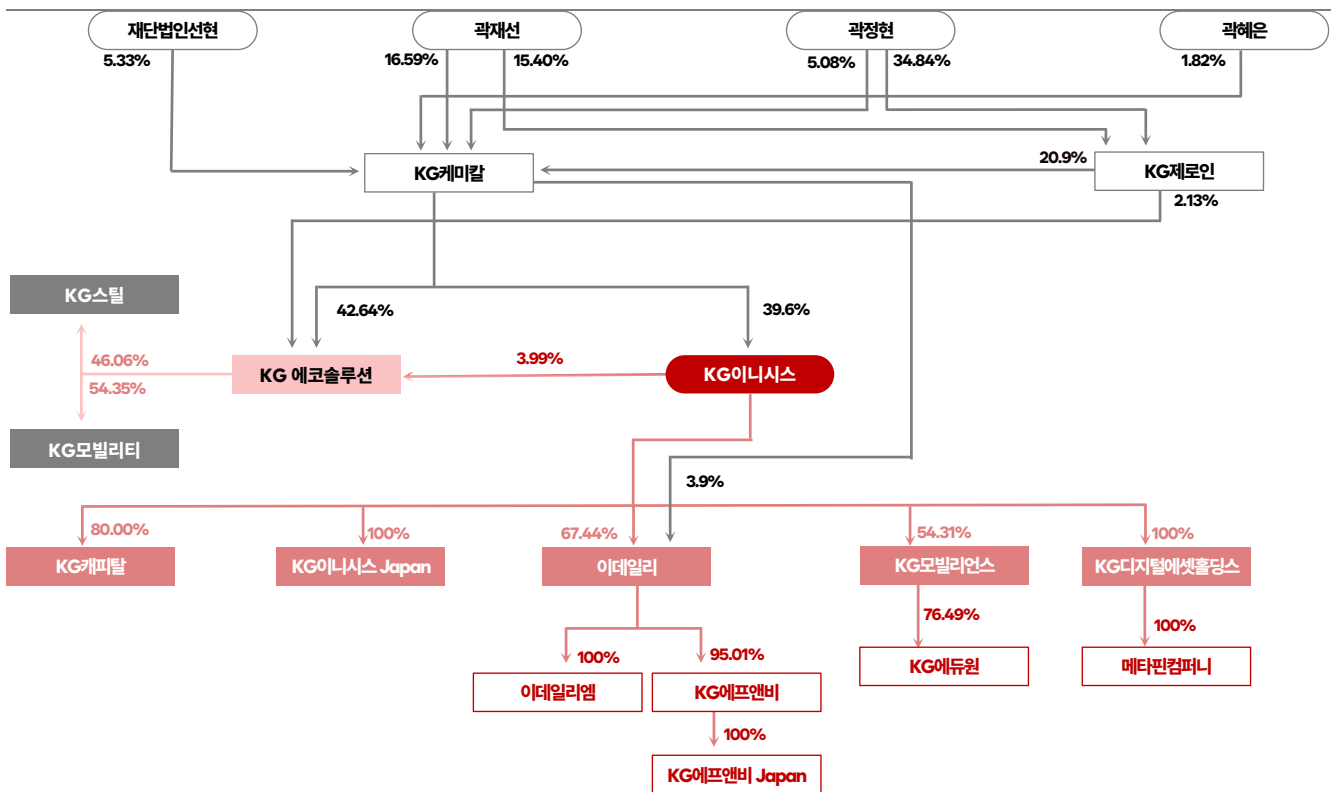 재단법인선현
곽재선
곽정현
곽혜은
5.33%
16.59%
15.40%
5.08%
34.84%
1.82%
KG케미칼
20.9%
KG제로인
2.13%
KG스틸
42.64%
39.6%
46.06%
54.35%
KG 에코솔루션
3.99%
KG이니시스
KG모빌리티
3.9%
80.00%
100%
67.44%
54.31%
100%
KG캐피탈
KG이니시스 Japan
이데일리
KG모빌리언스
KG디지털에셋홀딩스
76.49%
100%
100%
95.01%
KG에듀원
메타핀컴퍼니
이데일리엠
KG에프앤비
100%
KG에프앤비 Japan